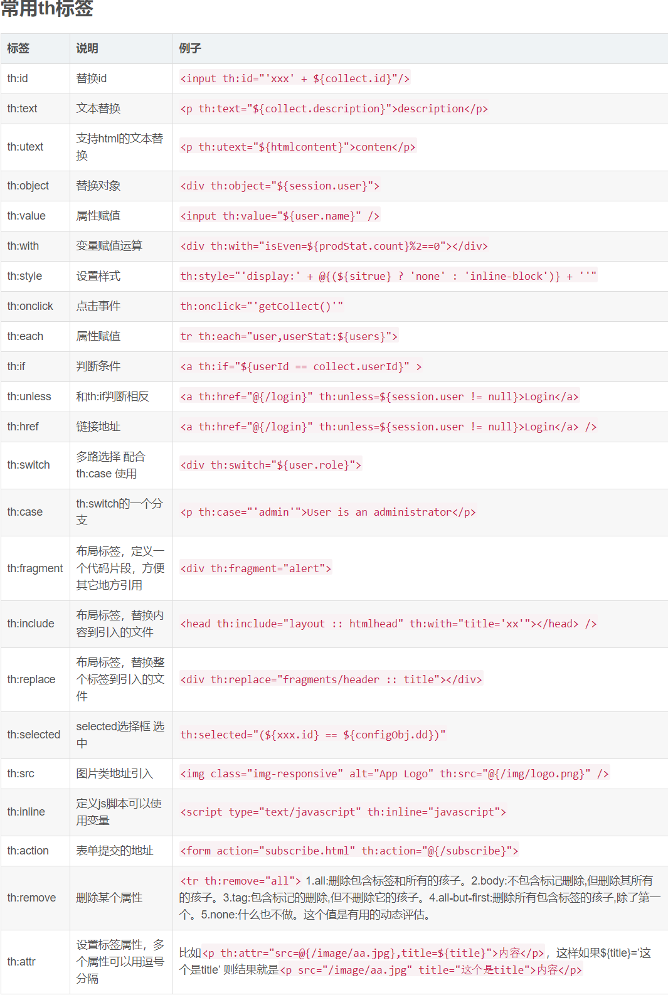 常用th标签
标签 说明 例子
th:id 替换id <input th:id="'xxx' + ${collect.id}"/>
th:text 文本替换 <p th:text="${collect.description}">description</p>
th:utext 支持html的文本替
换 <p th:utext="${htmlcontent}">conten</p>
th:object 替换对象 <div th:object="${session.user}">
th:value 属性赋值 <input th:value="${user.name}" />
th:with 变量赋值运算 <div th:with="isEven=${prodStat.count}%2==0"></div>
th:style 设置样式 th:style="'display:' + @{(${sitrue} ? 'none' : 'inline-block')} + ''"
th:onclick 点击事件 th:onclick="'getCollect()'"
th:each 属性赋值 tr th:each="user,userStat:${users}">
th:if 判断条件 <a th:if="${userId == collect.userId}" >
th:unless 和th:if判断相反 <a th:href="@{/login}" th:unless=${session.user != null}>Login</a>
th:href 链接地址 <a th:href="@{/login}" th:unless=${session.user != null}>Login</a> />
th:switch 多路选择 配合
th:case 使用 <div th:switch="${user.role}">
th:case th:switch的一个分
支 <p th:case="'admin'">User is an administrator</p>
th:fragment 布局标签，定义一
个代码片段，方便
其它地方引用 <div th:fragment="alert">
th:include 布局标签，替换内
容到引入的文件 <head th:include="layout :: htmlhead" th:with="title='xx'"></head> />
th:replace 布局标签，替换整
个标签到引入的文
件 <div th:replace="fragments/header :: title"></div>
th:selected selected选择框 选
中 th:selected="(${xxx.id} == ${configObj.dd})"
th:src 图片类地址引入 <img class="img-responsive" alt="App Logo" th:src="@{/img/logo.png}" />
th:inline 定义js脚本可以使
用变量 <script type="text/javascript" th:inline="javascript">
th:action 表单提交的地址 <form action="subscribe.html" th:action="@{/subscribe}">
th:remove 删除某个属性 <tr th:remove="all"> 1.all:删除包含标签和所有的孩子。2.body:不包含标记删除,但删除其所有
的孩子。3.tag:包含标记的删除,但不删除它的孩子。4.all-but-first:删除所有包含标签的孩子,除了第一
个。5.none:什么也不做。这个值是有用的动态评估。
th:attr 设置标签属性，多
个属性可以用逗号
分隔 比如<p th:attr="src=@{/image/aa.jpg},title=${title}">内容</p>，这样如果${title}='这
个是title' 则结果就是<p src="/image/aa.jpg" title="这个是title">内容</p>